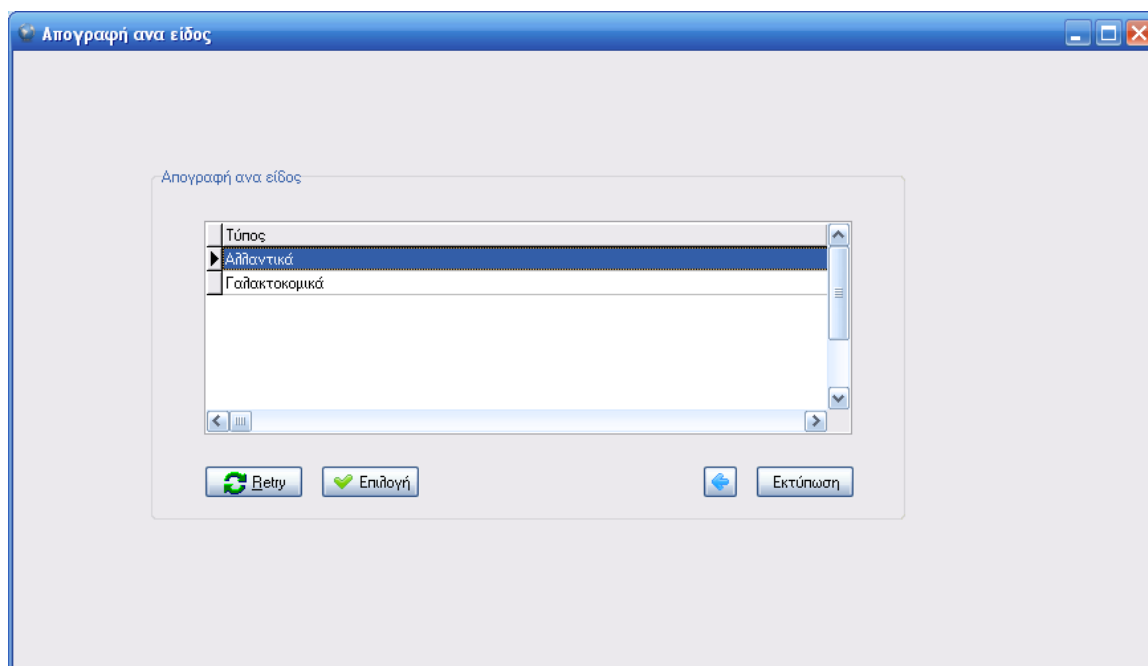 Απογραφή ανα είδος
Απογραφή ανα είδος
Τύπος
Αλλαντικά
Γαλακτοκομικά
Retry Επιλογή Εκτύπωση